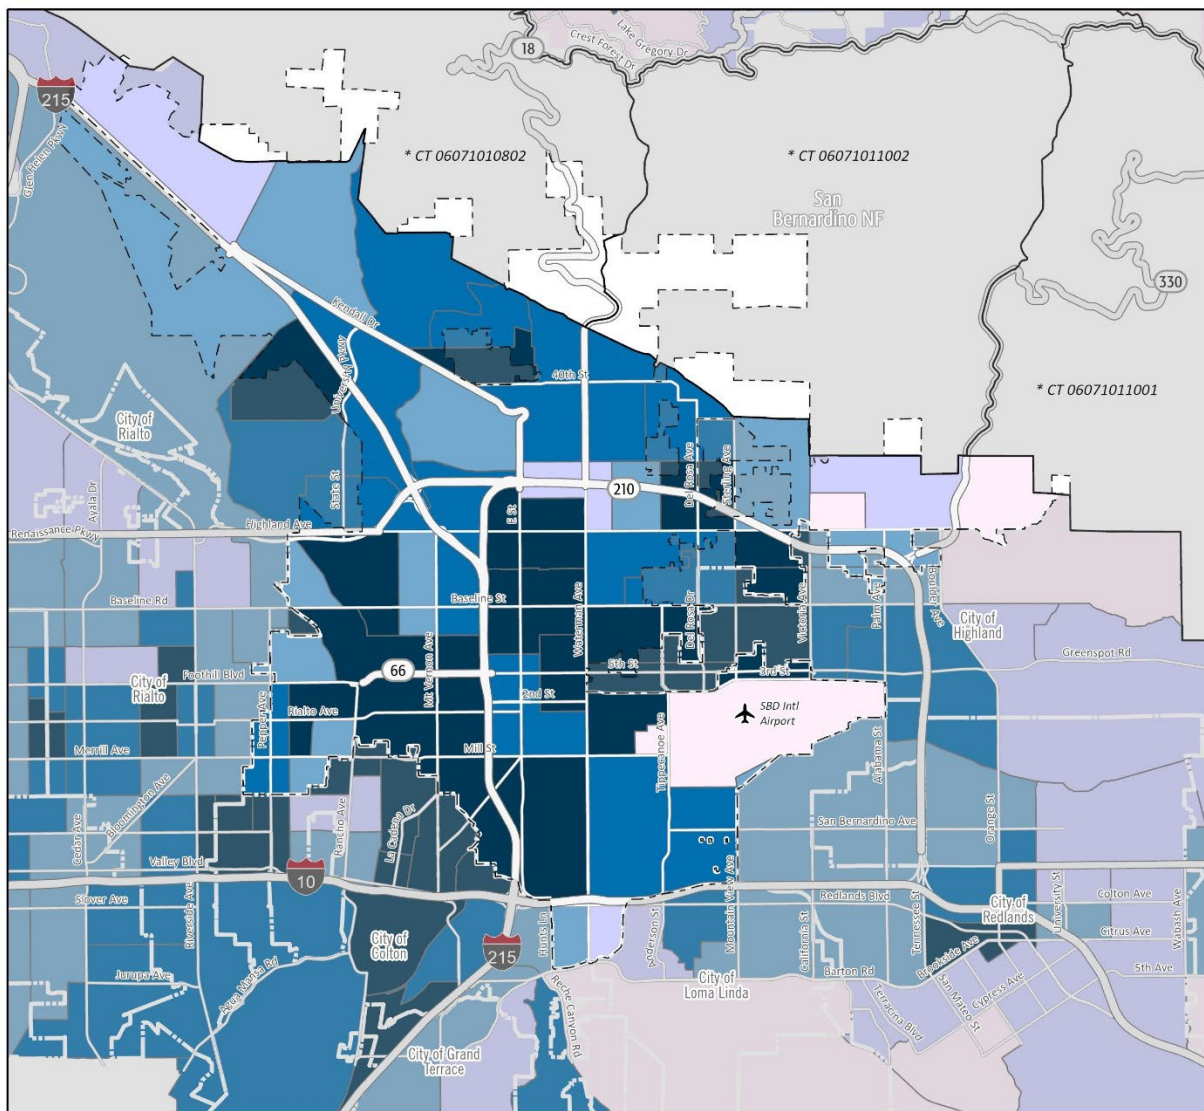 18
Crest Forest Dr
Lake Gregory Dr
215
Glen Helen Pkwy
* CT 06071010802
* CT 06071011002
San
Bernardino NF
330
* CT 06071011001
Kendall Dr
University Pkwy
40th St
City of
Rialto
Ayala Dr
State St
Del Rosa Ave
Sterling Ave
210
E St
Highland Ave
Renaissance Pkwy
Baseline Rd
Baseline St
Waterman Ave
Del Rosa Dr
Victoria Ave
Palm Ave
Boulder Ave
City of
Highland
Greenspot Rd
66
Mt Vernon Ave
5th St
3rd St
Foothill Blvd
City of
Rialto
Pepper Ave
Rialto Ave
2nd St
SBD Intl
Airport
Merrill Ave
Mill St
Tippecanoe Ave
Alabama St
Bloomington Ave
Cedar Ave
Rancho Ave
La Cadena Dr
San Bernardino Ave
Orange St
Valley Blvd
10
Mountain View Ave
Redlands Blvd
Slover Ave
Riverside Ave
City of
Colton
215
Hunts Ln
Anderson St
California St
Tennessee St
City of
Redlands
University St
Colton Ave
Citrus Ave
Wabash Ave
Brookside Ave
Jurupa Ave
Agua Mansa Rd
Reche Canyon Rd
City of
Loma Linda
Barton Rd
Terracina Blvd
San Mateo St
Cypress Ave
5th Ave
City of Grand
Terrace